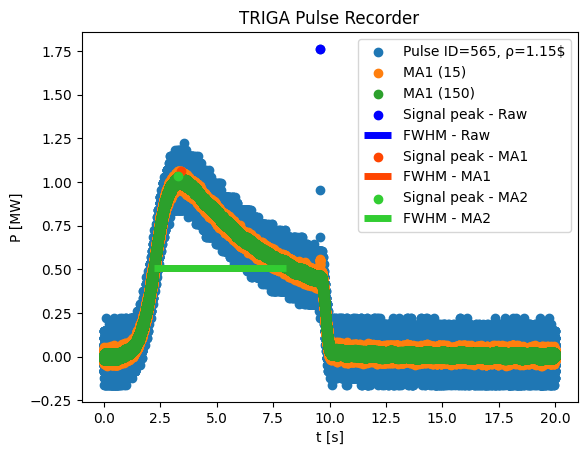 TRIGA Pulse Recorder
Pulse ID=565, ρ=1.15$
MA1 (15)
MA1 (150)
Signal peak - Raw
FWHM - Raw
Signal peak - MA1
FWHM - MA1
Signal peak - MA2
FWHM - MA2
P [MW]
1.75
1.50
1.25
1.00
0.75
0.50
0.25
0.00
−0.25
0.0 2.5 5.0 7.5 10.0 12.5 15.0 17.5 20.0
t [s]